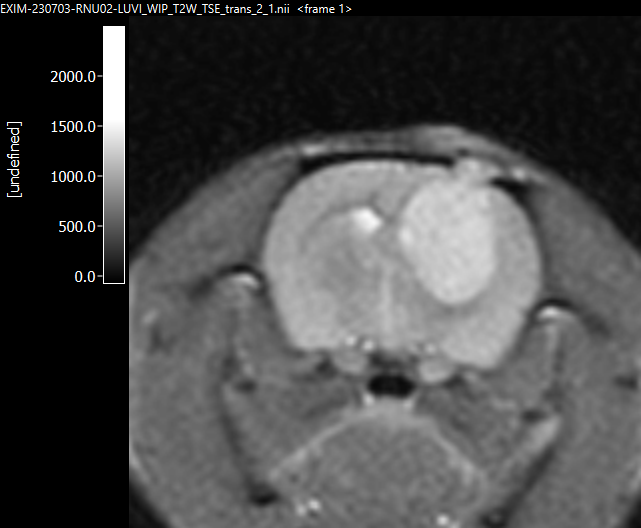 EXIM-230703-RNU02-LUVI_WIP_T2W_TSE_trans_2_1.nii <frame 1>
2000.0
1500.0
1000.0
500.0
0.0
[undefined]